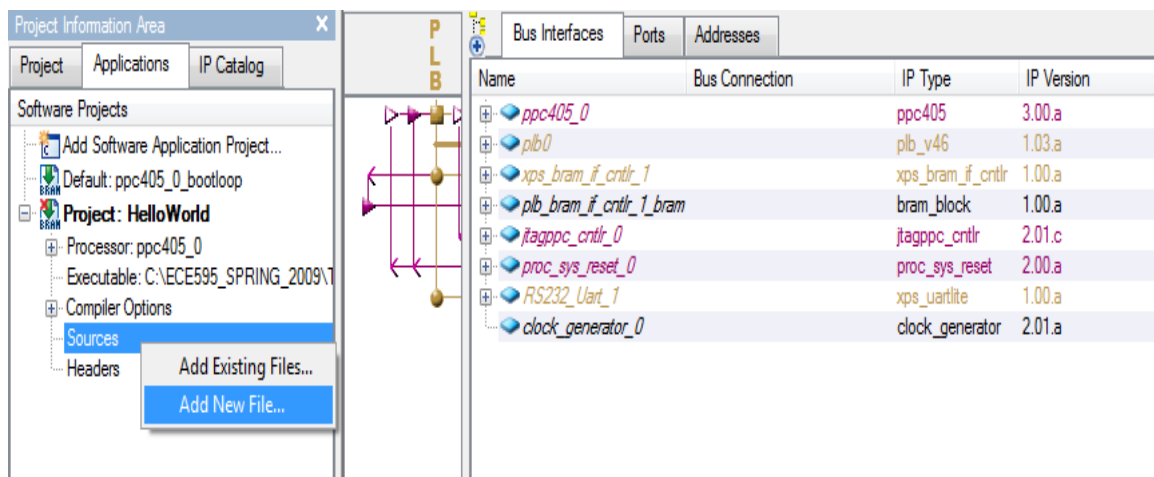 Project Information Area X
Project Applications IP Catalog
Software Projects
Add Software Application Project...
Default: ppc405_0_bootloop
Project: HelloWorld
Processor: ppc405_0
Executable: C:\ECE595_SPRING_2009\T
Compiler Options
Sources
Headers
Add Existing Files...
Add New File...
BRAM
BRAM
P
L
B
Bus Interfaces Ports Addresses
Name Bus Connection IP Type IP Version
ppc405_0 ppc405 3.00.a
plb0 plb_v46 1.03.a
xps_bram_if_cntlr_1 xps_bram_if_cntlr 1.00.a
plb_bram_if_cntlr_1_bram bram_block 1.00.a
jtagppc_cntlr_0 jtagppc_cntlr 2.01.c
proc_sys_reset_0 proc_sys_reset 2.00.a
RS232_Uart_1 xps_uartlite 1.00.a
clock_generator_0 clock_generator 2.01.a